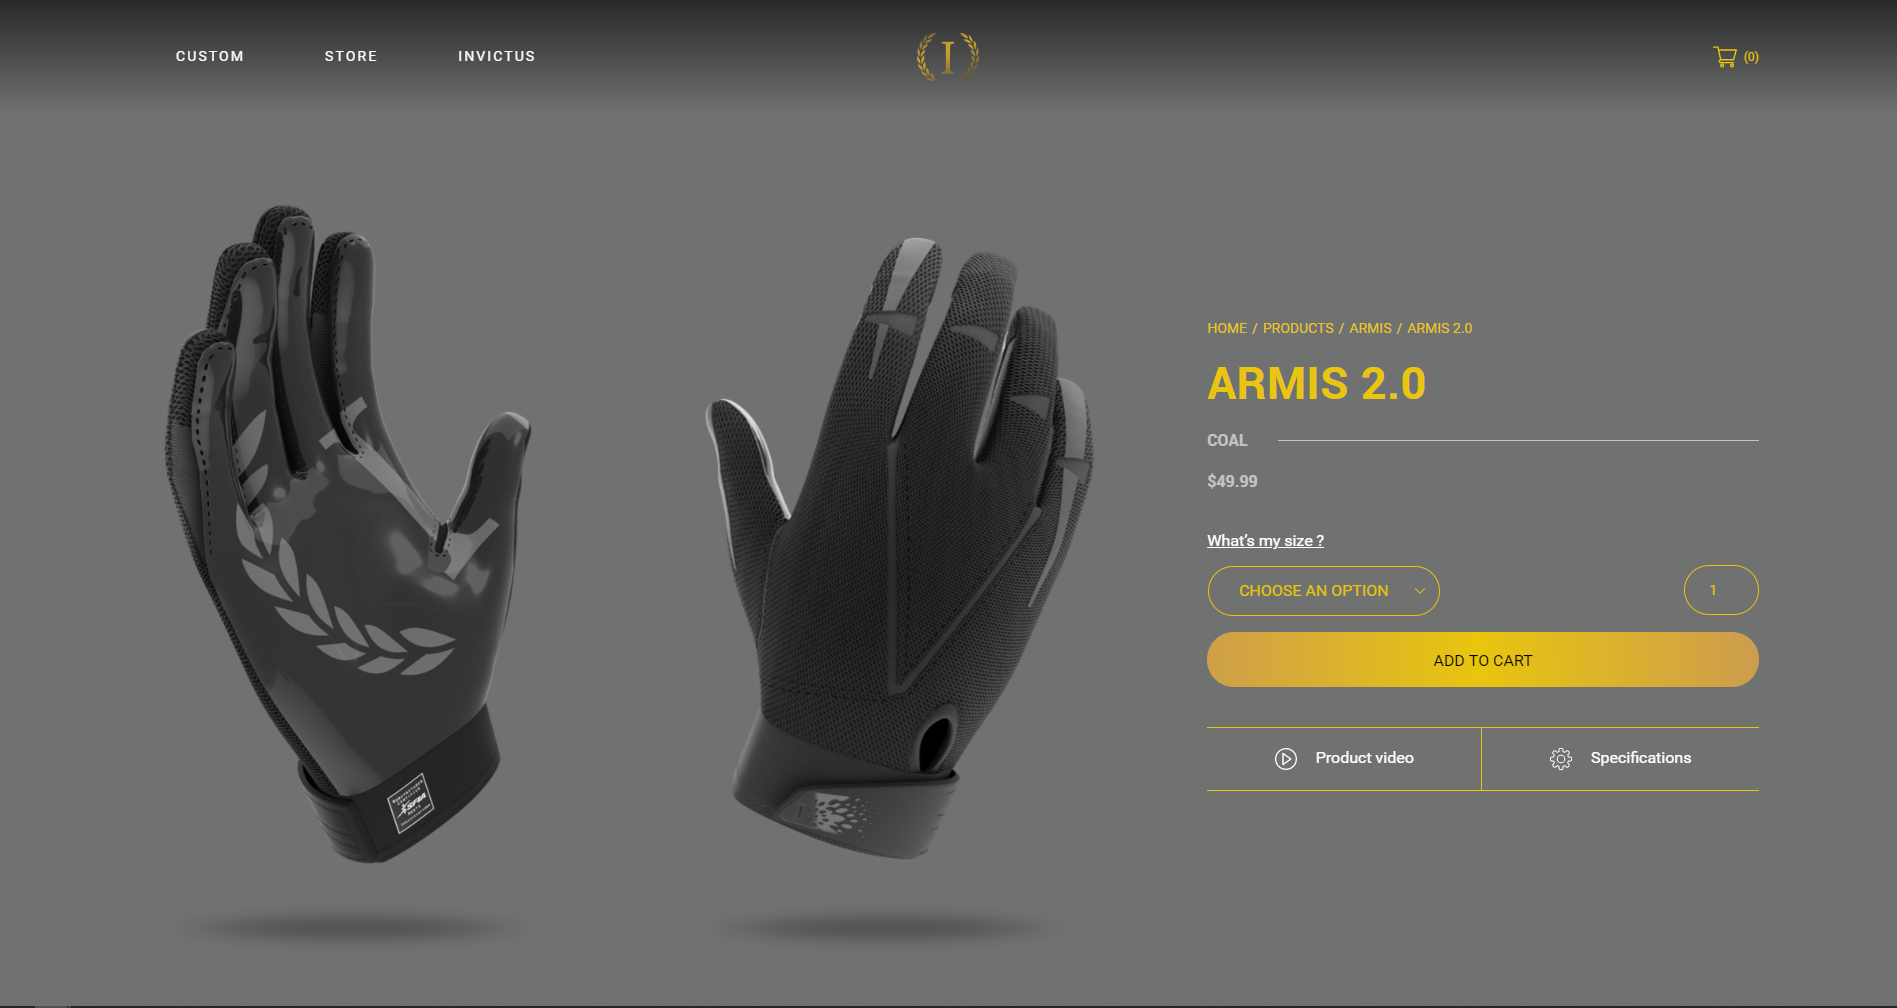 CUSTOM STORE INVICTUS
I
(0)
HOME / PRODUCTS / ARMIS / ARMIS 2.0
ARMIS 2.0
COAL
$49.99
What's my size ?
CHOOSE AN OPTION
1
ADD TO CART
Product video
Specifications
SFIA